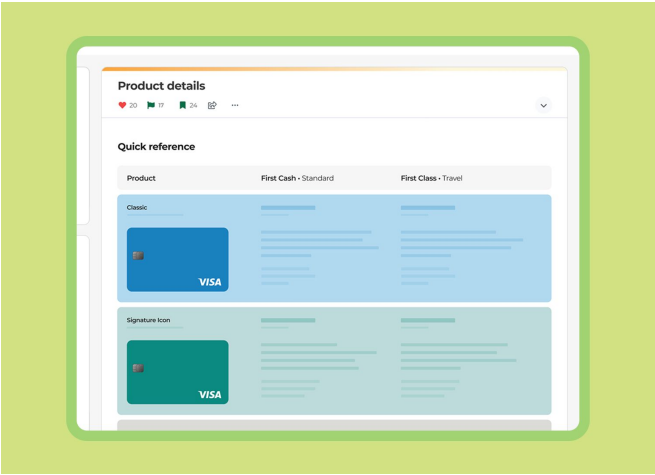 Product details
20 17 24
Quick reference
Product First Cash • Standard First Class • Travel
Classic
VISA
Signature Icon
VISA